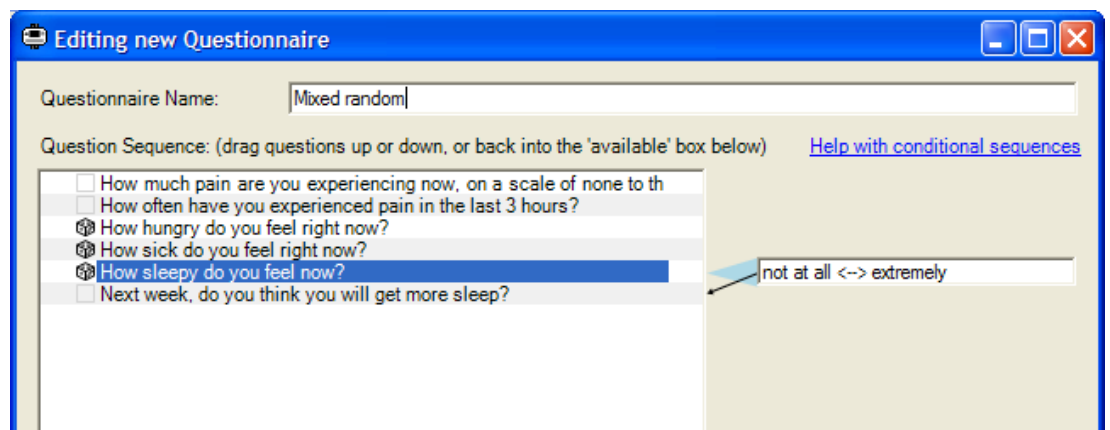 Editing new Questionnaire
Questionnaire Name: Mixed random
Question Sequence: (drag questions up or down, or back into the 'available' box below) Help with conditional sequences
How much pain are you experiencing now, on a scale of none to th
How often have you experienced pain in the last 3 hours?
How hungry do you feel right now?
How sick do you feel right now?
How sleepy do you feel now?
not at all <--> extremely
Next week, do you think you will get more sleep?